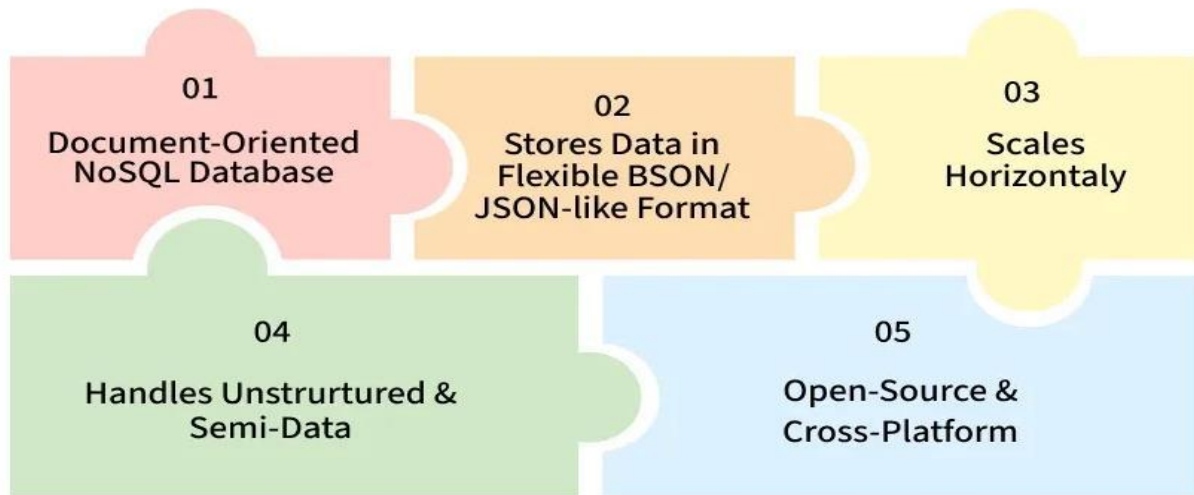 01
Document-Oriented
NoSQL Database
02
Stores Data in
Flexible BSON/
JSON-like Format
03
Scales
Horizontaly
04
Handles Unstrurtured &
Semi-Data
05
Open-Source &
Cross-Platform